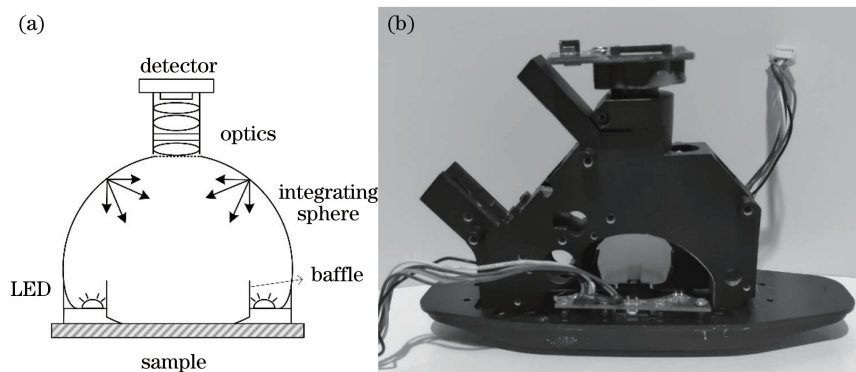 (a)
detector
optics
integrating
sphere
LED
baffle
sample
(b)